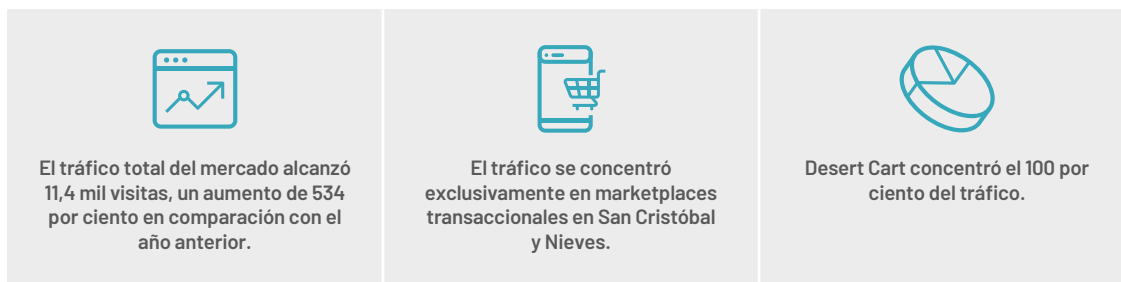 El tráfico total del mercado alcanzó
11,4 mil visitas, un aumento de 534
por ciento en comparación con el
año anterior.
El tráfico se concentró
exclusivamente en marketplaces
transaccionales en San Cristóbal
y Nieves.
Desert Cart concentró el 100 por
ciento del tráfico.